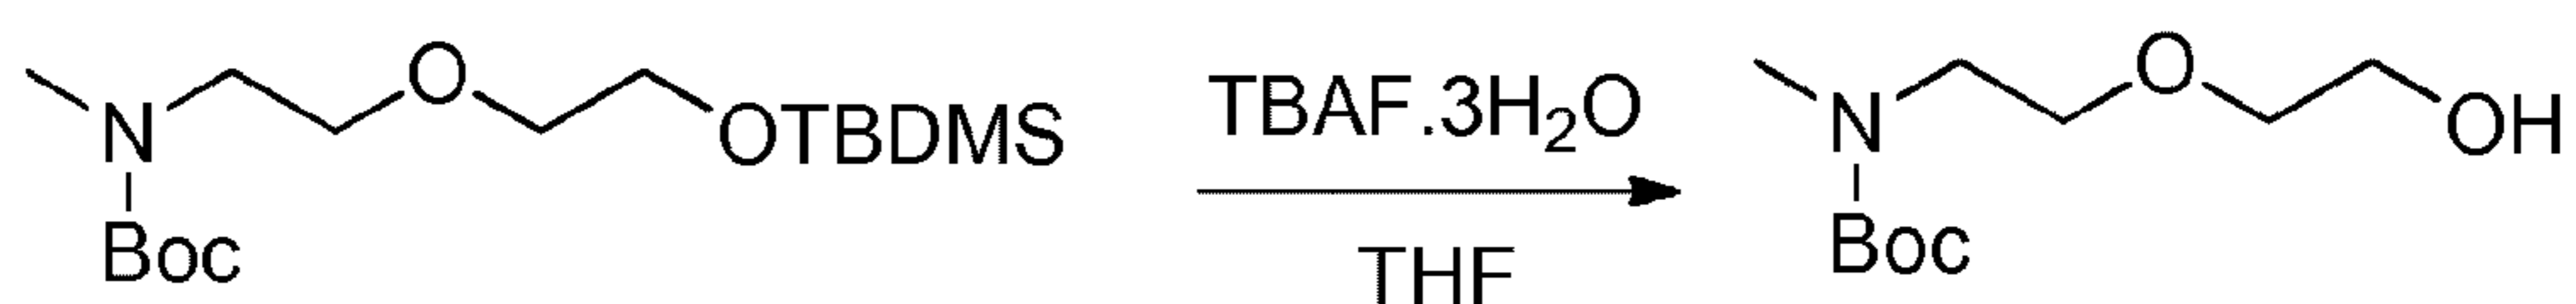 N O OTBDMS
Boc
TBAF.3H₂O
THF
N O OH
Boc